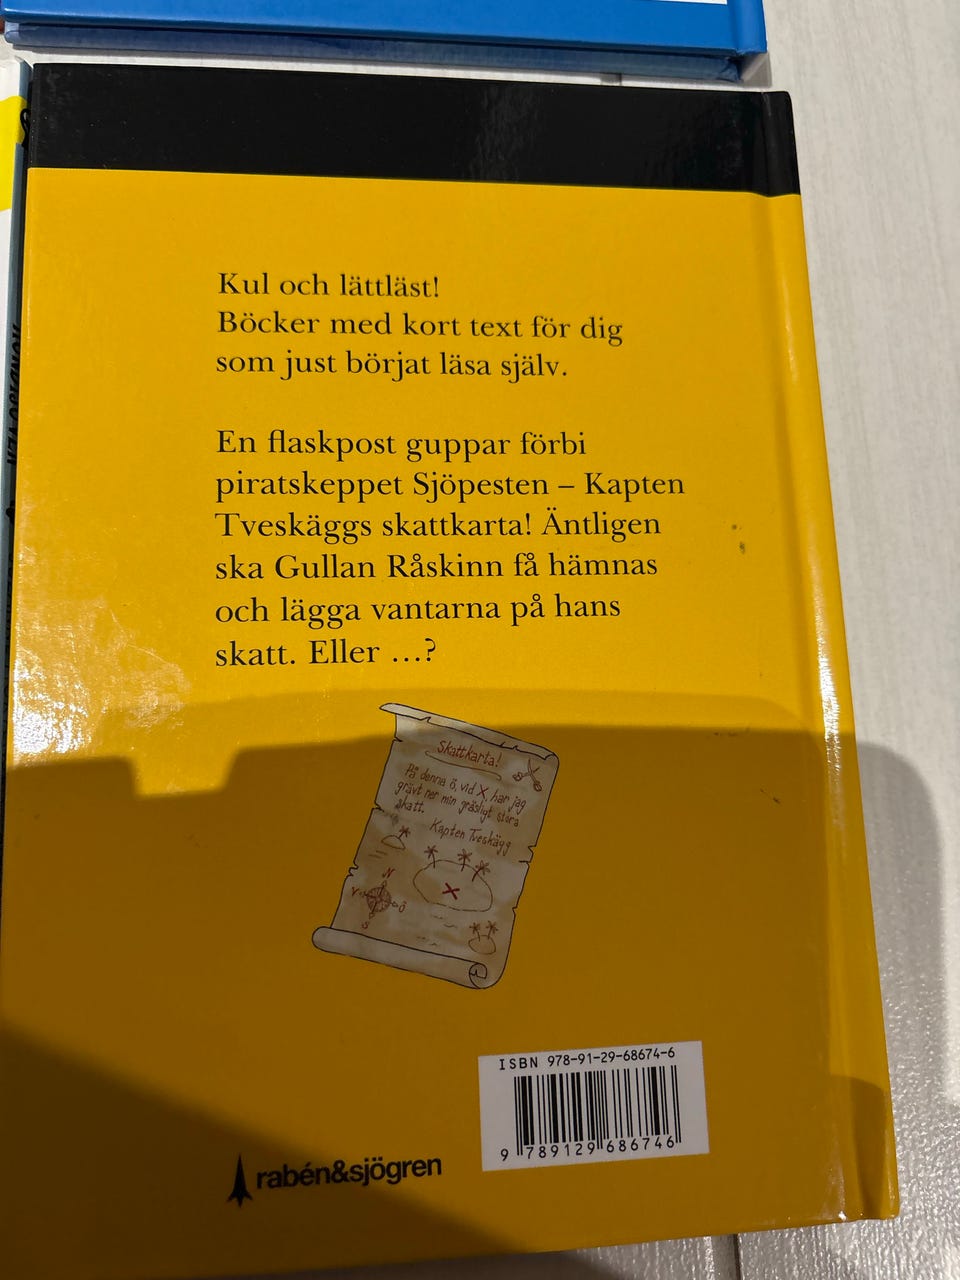 Kul och lättläst!
Böcker med kort text för dig
som just börjat läsa själv.
En flaskpost guppar förbi
piratskeppet Sjöpesten – Kapten
Tveskäggs skattkarta! Äntligen
ska Gullan Råskinn få hämnas
och lägga vantarna på hans
skatt. Eller …?
Skattkarta!
På denna ö, vid X, har jag
grävt ner min gräsligt stora
skatt.
Kapten Tveskägg
N
V Ö
S
ISBN 978-91-29-68674-6
9 789129 686746
rabén&sjögren